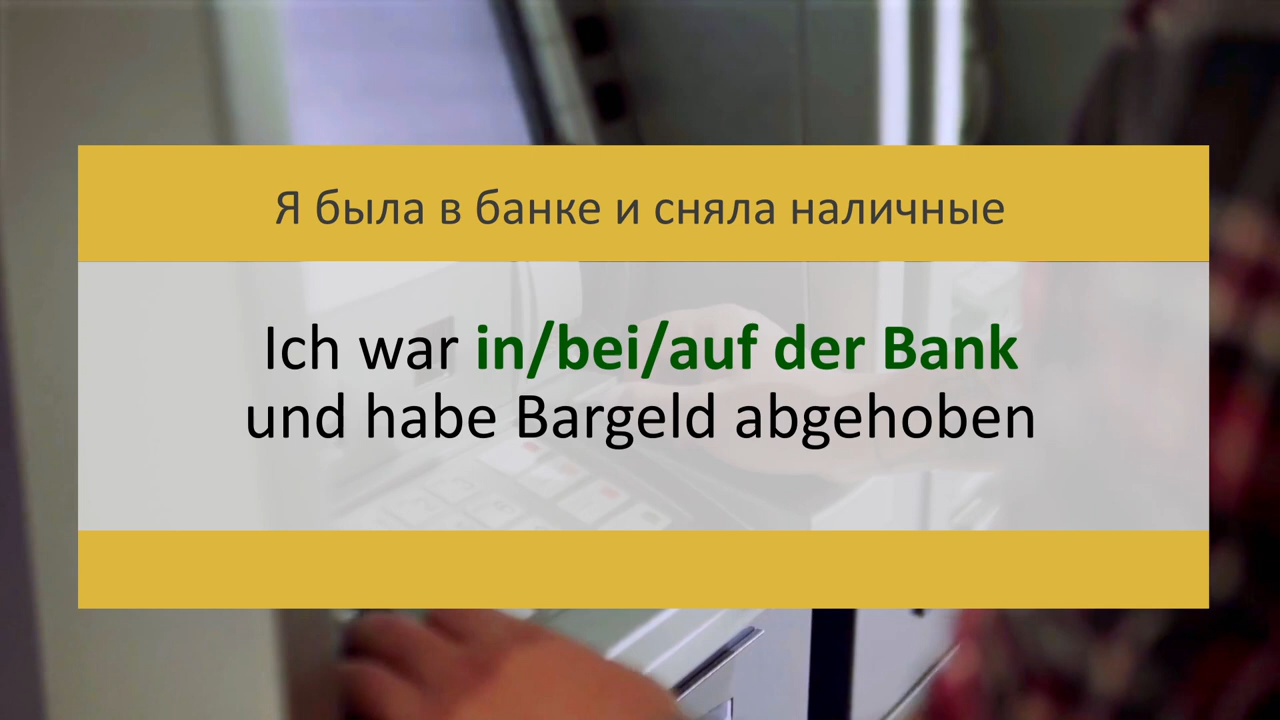 Я была в банке и сняла наличные
Ich war in/bei/auf der Bank
und habe Bargeld abgehoben